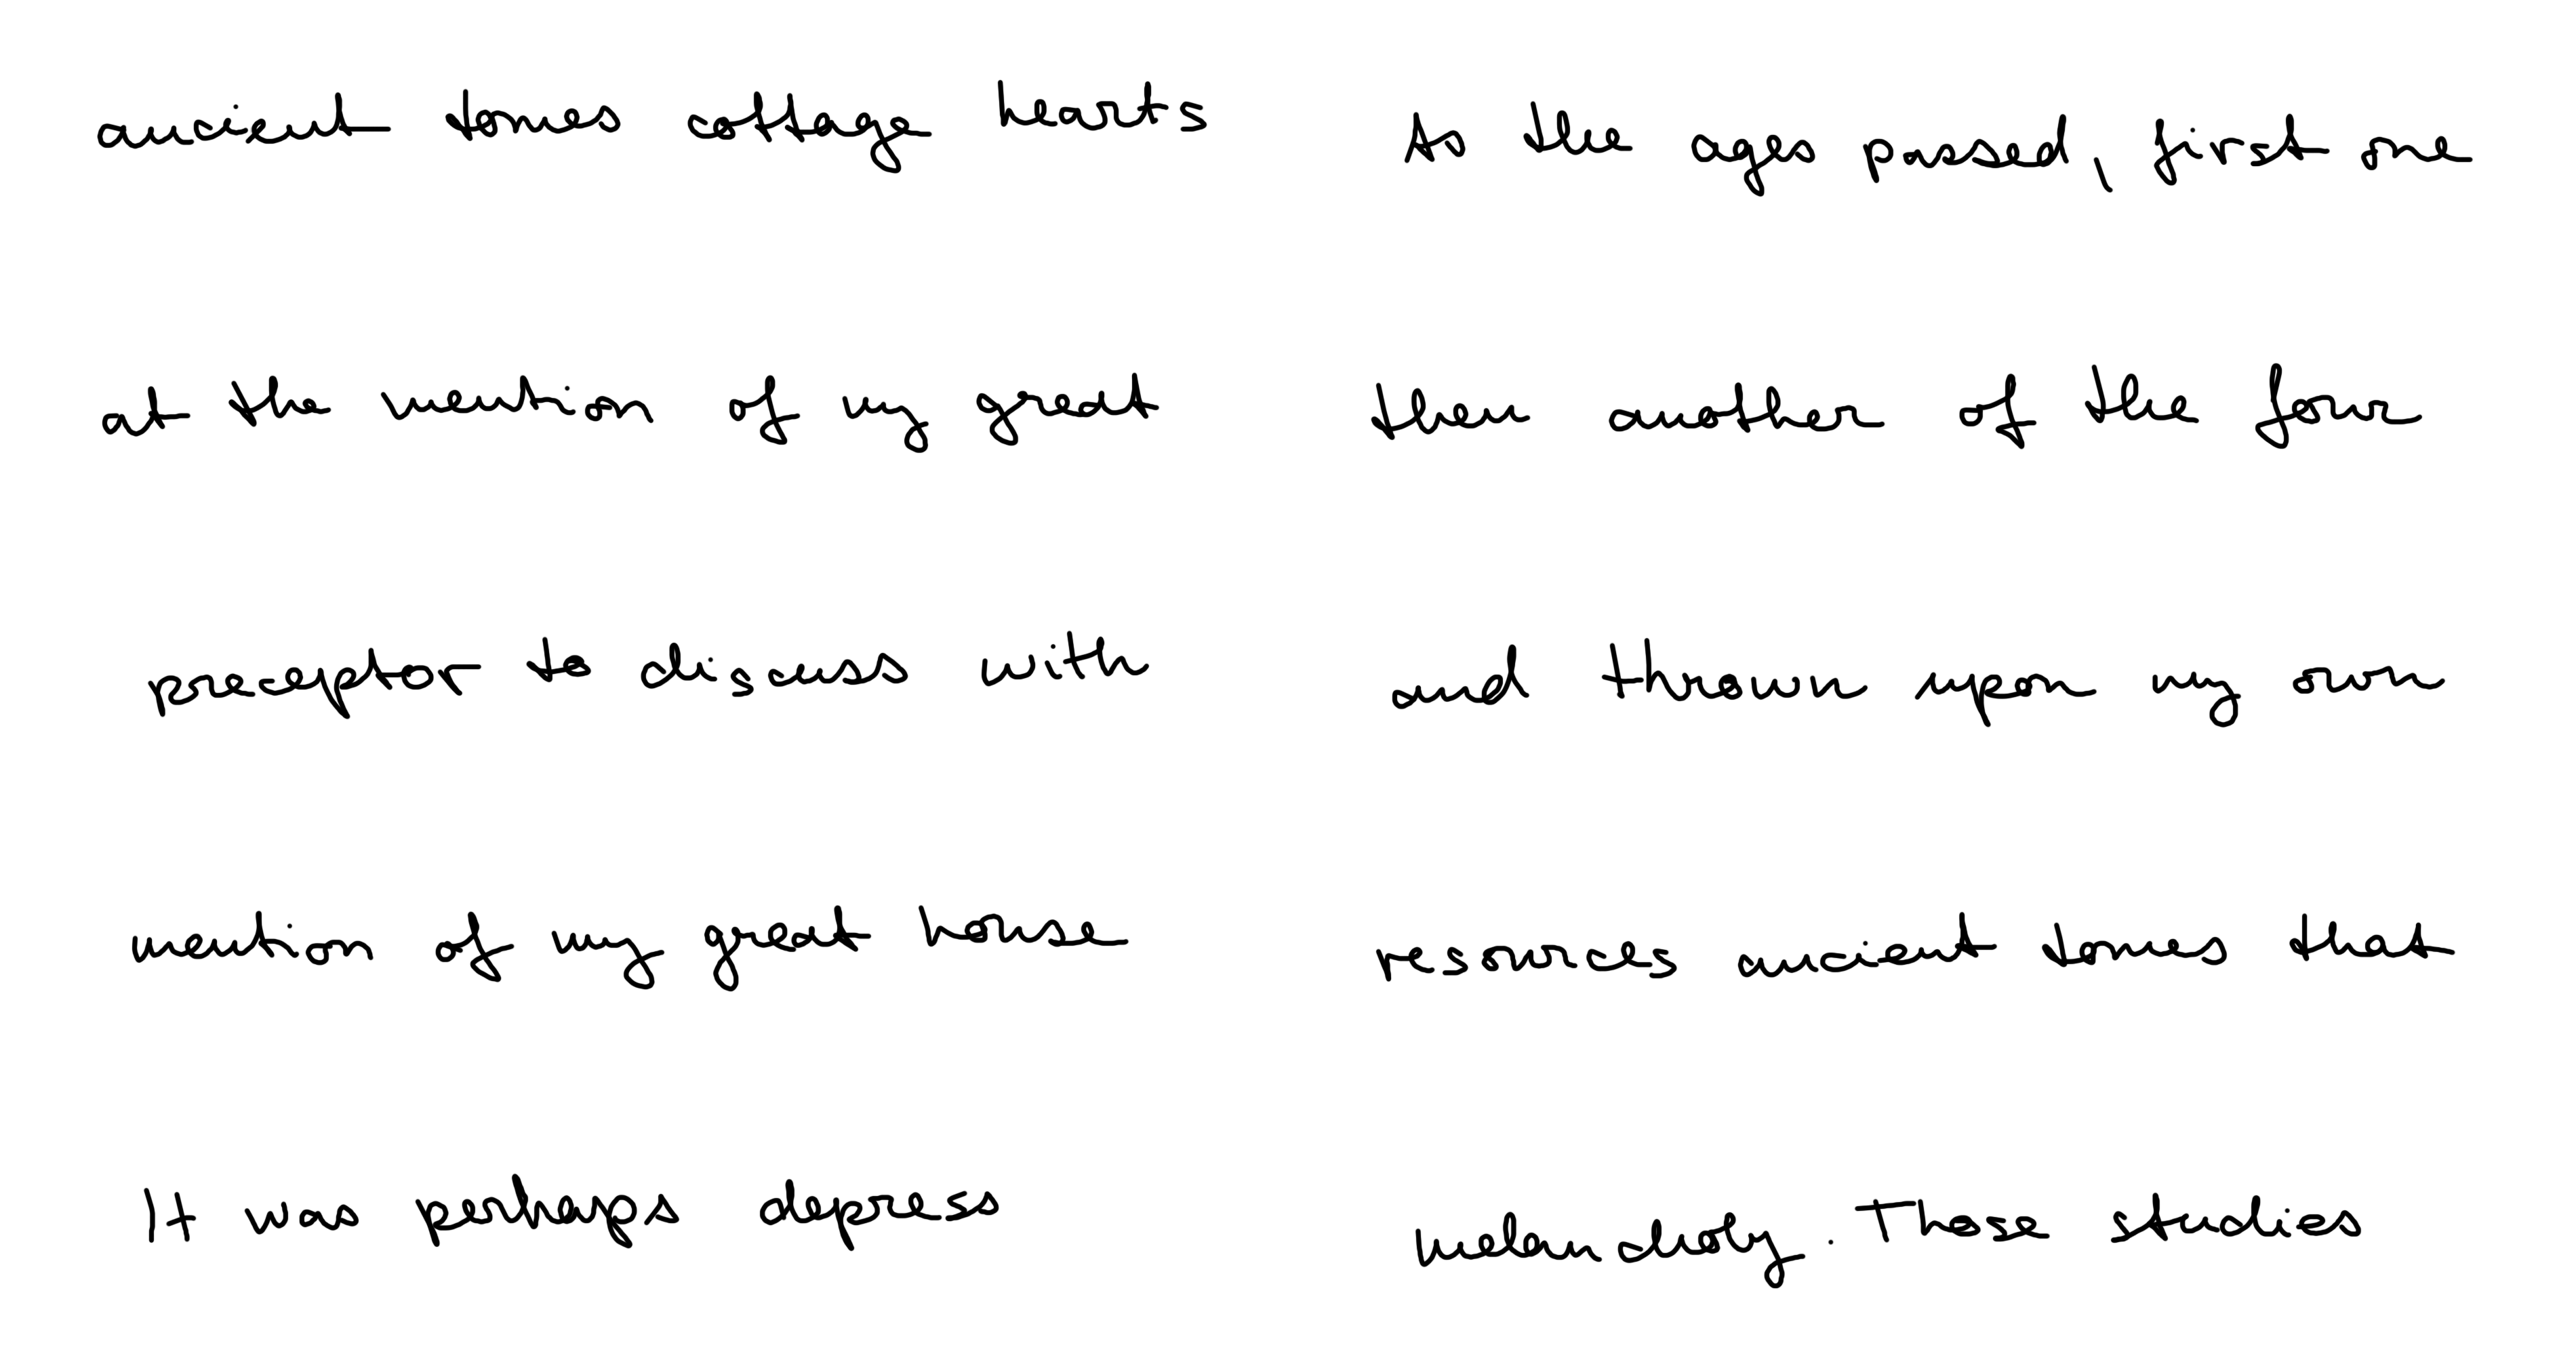 ancient tomes cottage hearts
at the mention of my great
preceptor to discuss with
mention of my great house
It was perhaps depress
As the ages passed, first one
then another of the four
and thrown upon my own
resources ancient tomes that
melancholy. Those studies